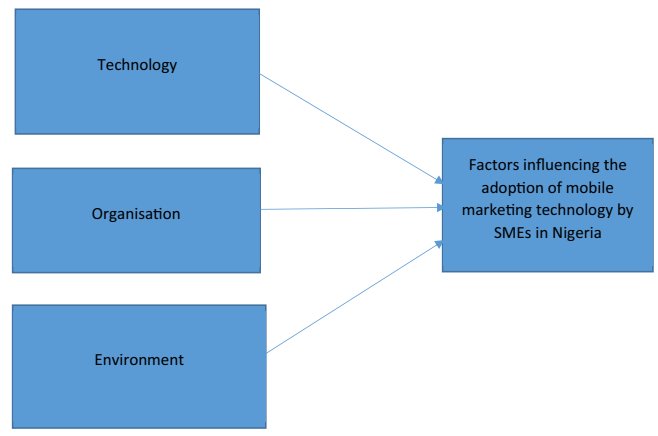 Technology
Organisation
Environment
Factors influencing the
adoption of mobile
marketing technology by
SMEs in Nigeria